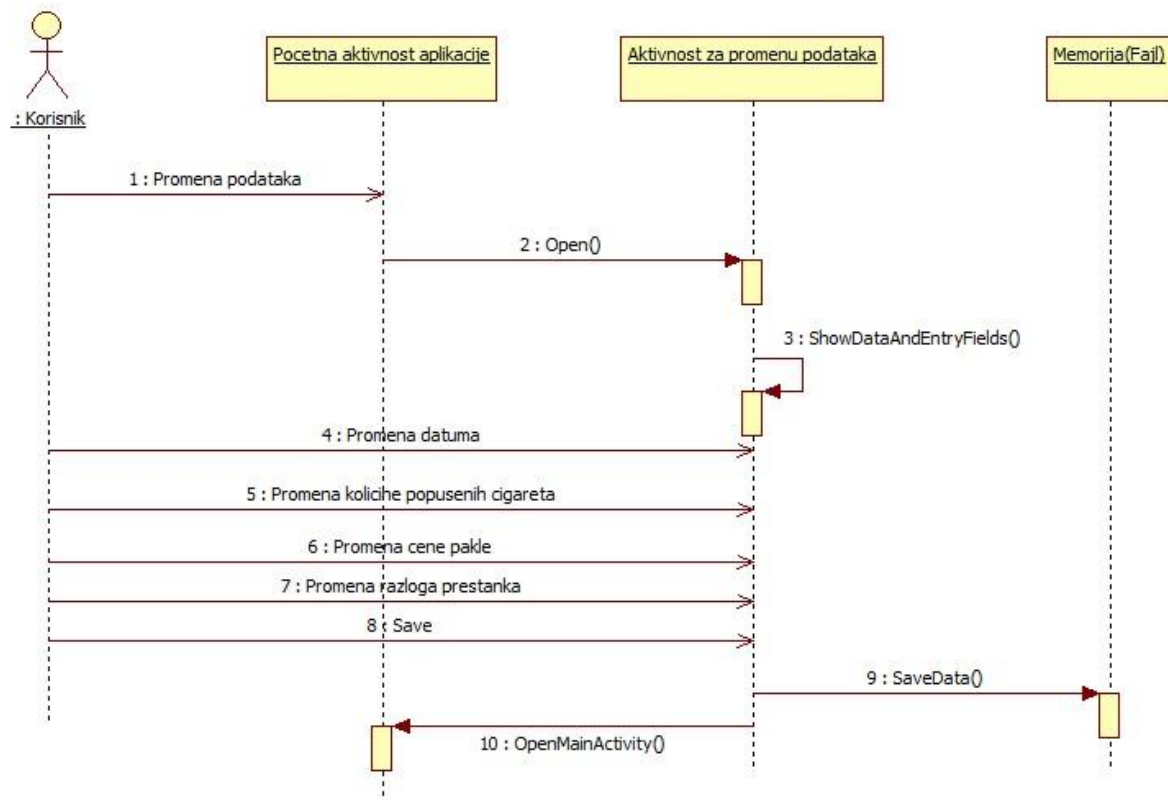 Pocetna aktivnost aplikacije
Aktivnost za promenu podataka
Memorija(Fajl)
: Korisnik
1 : Promena podataka
2 : Open()
3 : ShowDataAndEntryFields()
4 : Promena datuma
5 : Promena kolicine popusenih cigareta
6 : Promena cene pakle
7 : Promena razloga prestanka
8 : Save
9 : SaveData()
10 : OpenMainActivity()